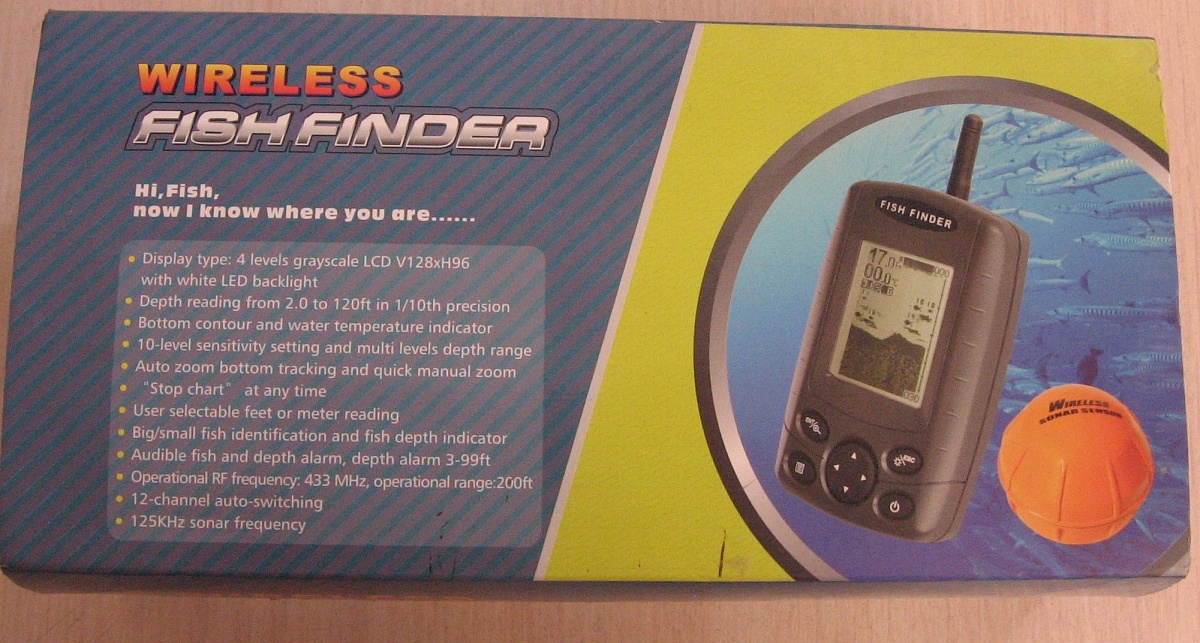 WIRELESS
FISH FINDER
Hi,Fish,
now I know where you are......
• Display type: 4 levels grayscale LCD V128xH96
with white LED backlight
• Depth reading from 2.0 to 120ft in 1/10th precision
• Bottom contour and water temperature indicator
• 10-level sensitivity setting and multi levels depth range
• Auto zoom bottom tracking and quick manual zoom
• “Stop chart” at any time
• User selectable feet or meter reading
• Big/small fish identification and fish depth indicator
• Audible fish and depth alarm, depth alarm 3-99ft
• Operational RF frequency: 433 MHz, operational range:200ft
• 12-channel auto-switching
• 125KHz sonar frequency
FISH FINDER
17.0
00.0°C
WIRELESS
SONAR SENSOR